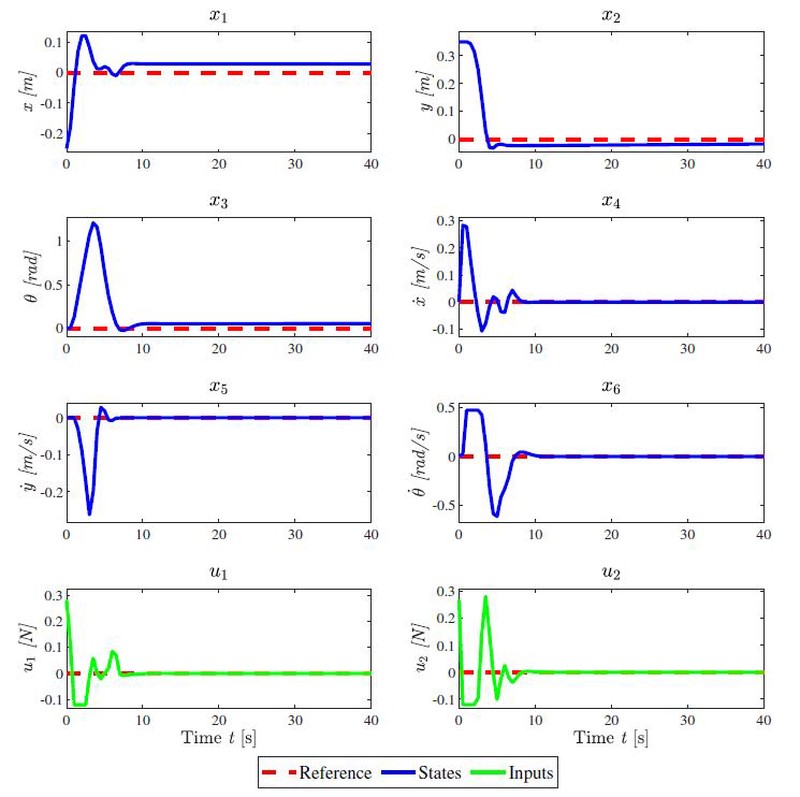 x1 x2
0.1
0
-0.1
-0.2
x [m]
0 10 20 30 40
0.3
0.2
0.1
0
y [m]
0 10 20 30 40
x3 x4
1
0.5
0
θ [rad]
0 10 20 30 40
0.3
0.2
0.1
0
-0.1
ẋ [m/s]
0 10 20 30 40
x5 x6
0
-0.1
-0.2
ẏ [m/s]
0 10 20 30 40
0.5
0
-0.5
θ̇ [rad/s]
0 10 20 30 40
u1 u2
0.3
0.2
0.1
0
-0.1
u1 [N]
0 10 20 30 40
Time t [s]
0.3
0.2
0.1
0
-0.1
u2 [N]
0 10 20 30 40
Time t [s]
Reference States Inputs